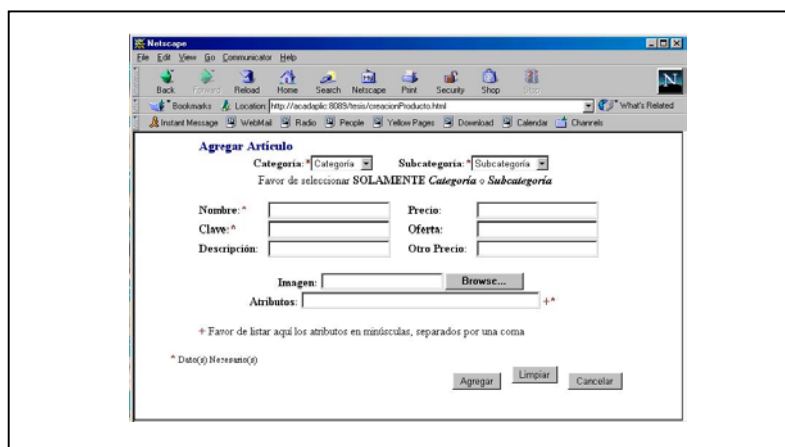 Netscape
File Edit View Go Communicator Help
Back Forward Reload Home Search Netscape Print Security Shop Stop
Bookmarks Location: http://acadaplic:8089/tesis/creacionProducto.html What's Related
Instant Message WebMail Radio People Yellow Pages Download Calendar Channels
Agregar Artículo
Categoría:* Categoría Subcategoría:* Subcategoría
Favor de seleccionar SOLAMENTE Categoría o Subcategoría
Nombre:* Precio:
Clave:* Oferta:
Descripción: Otro Precio:
Imagen: Browse...
Atributos: +*
+ Favor de listar aquí los atributos en minúsculas, separados por una coma
* Dato(s) Necesario(s)
Agregar Limpiar Cancelar